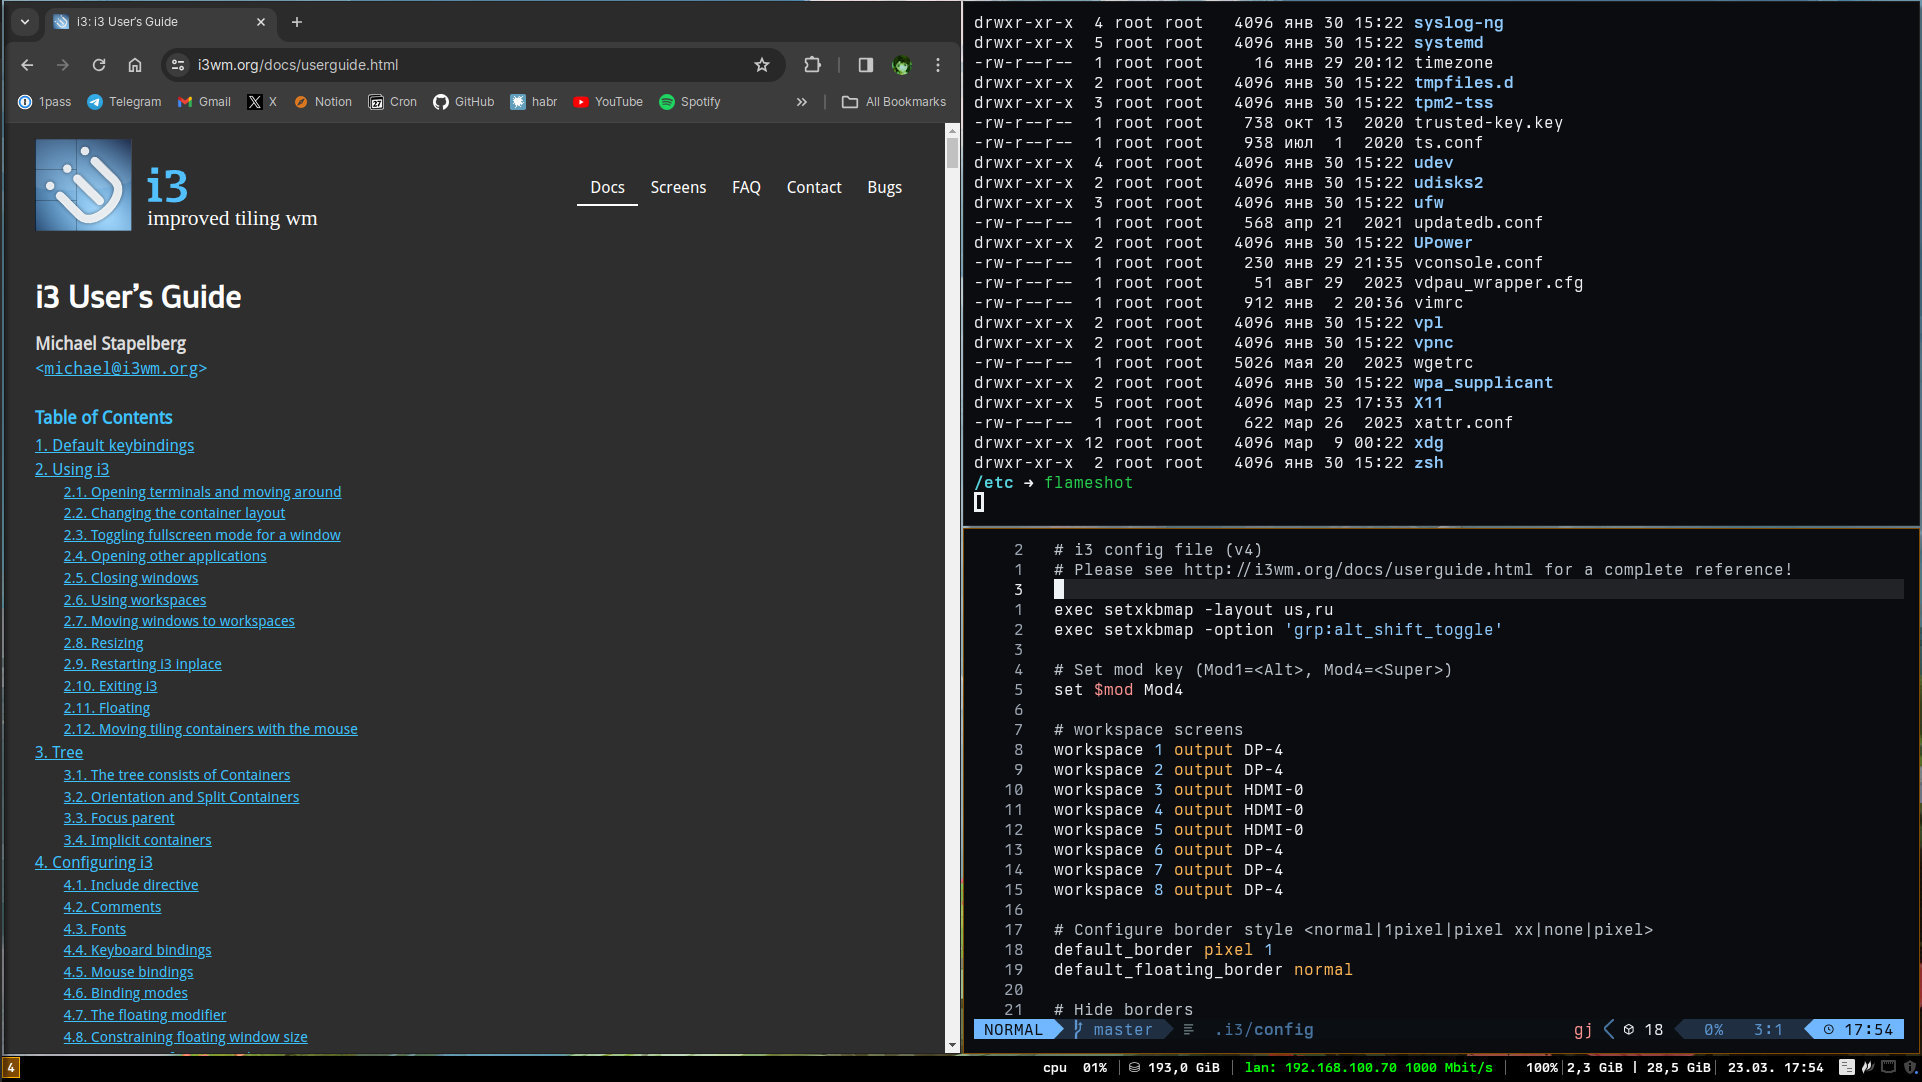 i3: i3 User's Guide
i3wm.org/docs/userguide.html
1pass Telegram Gmail X Notion Cron GitHub habr YouTube Spotify » All Bookmarks
i3
improved tiling wm
Docs Screens FAQ Contact Bugs
i3 User’s Guide
Michael Stapelberg
<michael@i3wm.org>
Table of Contents
1. Default keybindings
2. Using i3
2.1. Opening terminals and moving around
2.2. Changing the container layout
2.3. Toggling fullscreen mode for a window
2.4. Opening other applications
2.5. Closing windows
2.6. Using workspaces
2.7. Moving windows to workspaces
2.8. Resizing
2.9. Restarting i3 inplace
2.10. Exiting i3
2.11. Floating
2.12. Moving tiling containers with the mouse
3. Tree
3.1. The tree consists of Containers
3.2. Orientation and Split Containers
3.3. Focus parent
3.4. Implicit containers
4. Configuring i3
4.1. Include directive
4.2. Comments
4.3. Fonts
4.4. Keyboard bindings
4.5. Mouse bindings
4.6. Binding modes
4.7. The floating modifier
4.8. Constraining floating window size
drwxr-xr-x 4 root root 4096 янв 30 15:22 syslog-ng
drwxr-xr-x 5 root root 4096 янв 30 15:22 systemd
-rw-r--r-- 1 root root 16 янв 29 20:12 timezone
drwxr-xr-x 2 root root 4096 янв 30 15:22 tmpfiles.d
drwxr-xr-x 3 root root 4096 янв 30 15:22 tpm2-tss
-rw-r--r-- 1 root root 738 окт 13 2020 trusted-key.key
-rw-r--r-- 1 root root 938 июл 1 2020 ts.conf
drwxr-xr-x 4 root root 4096 янв 30 15:22 udev
drwxr-xr-x 2 root root 4096 янв 30 15:22 udisks2
drwxr-xr-x 3 root root 4096 янв 30 15:22 ufw
-rw-r--r-- 1 root root 568 апр 21 2021 updatedb.conf
drwxr-xr-x 2 root root 4096 янв 30 15:22 UPower
-rw-r--r-- 1 root root 230 янв 29 21:35 vconsole.conf
-rw-r--r-- 1 root root 51 авг 29 2023 vdpau_wrapper.cfg
-rw-r--r-- 1 root root 912 янв 2 20:36 vimrc
drwxr-xr-x 2 root root 4096 янв 30 15:22 vpl
drwxr-xr-x 2 root root 4096 янв 30 15:22 vpnc
-rw-r--r-- 1 root root 5026 мая 20 2023 wgetrc
drwxr-xr-x 2 root root 4096 янв 30 15:22 wpa_supplicant
drwxr-xr-x 5 root root 4096 мар 23 17:33 X11
-rw-r--r-- 1 root root 622 мар 26 2023 xattr.conf
drwxr-xr-x 12 root root 4096 мар 9 00:22 xdg
drwxr-xr-x 2 root root 4096 янв 30 15:22 zsh
/etc → flameshot
2 # i3 config file (v4)
1 # Please see http://i3wm.org/docs/userguide.html for a complete reference!
3
1 exec setxkbmap -layout us,ru
2 exec setxkbmap -option 'grp:alt_shift_toggle'
3
4 # Set mod key (Mod1=<Alt>, Mod4=<Super>)
5 set $mod Mod4
6
7 # workspace screens
8 workspace 1 output DP-4
9 workspace 2 output DP-4
10 workspace 3 output HDMI-0
11 workspace 4 output HDMI-0
12 workspace 5 output HDMI-0
13 workspace 6 output DP-4
14 workspace 7 output DP-4
15 workspace 8 output DP-4
16
17 # Configure border style <normal|1pixel|pixel xx|none|pixel>
18 default_border pixel 1
19 default_floating_border normal
20
21 # Hide borders
NORMAL master .i3/config gj 18 0% 3:1 17:54
4 cpu 01% | 193,0 GiB | lan: 192.168.100.70 1000 Mbit/s | 100%| 2,3 GiB | 28,5 GiB| 23.03. 17:54